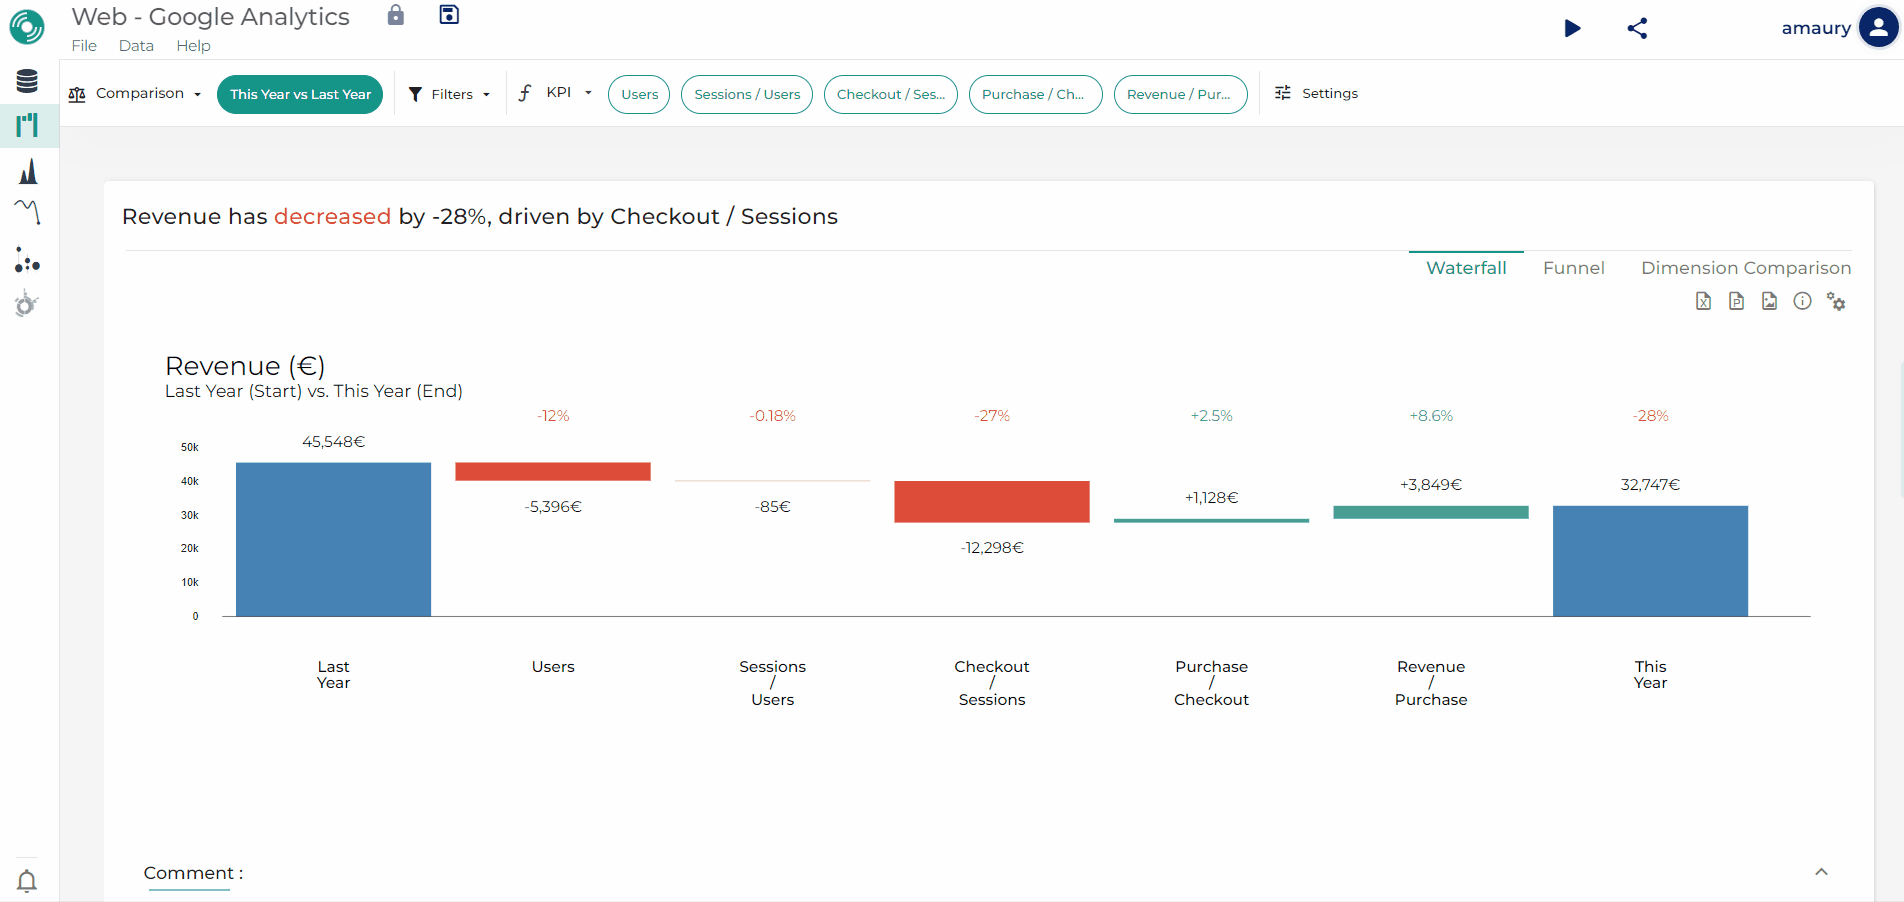 Web - Google Analytics
File Data Help
amaury
Comparison
This Year vs Last Year
Filters
KPI
Users
Sessions / Users
Checkout / Ses...
Purchase / Ch...
Revenue / Pur...
Settings
Revenue has decreased by -28%, driven by Checkout / Sessions
Waterfall Funnel Dimension Comparison
X P
Revenue (€)
Last Year (Start) vs. This Year (End)
-12% -0.18% -27% +2.5% +8.6% -28%
50k
40k
30k
20k
10k
0
45,548€
-5,396€
-85€
-12,298€
+1,128€
+3,849€
32,747€
Last
Year
Users
Sessions
/
Users
Checkout
/
Sessions
Purchase
/
Checkout
Revenue
/
Purchase
This
Year
Comment :